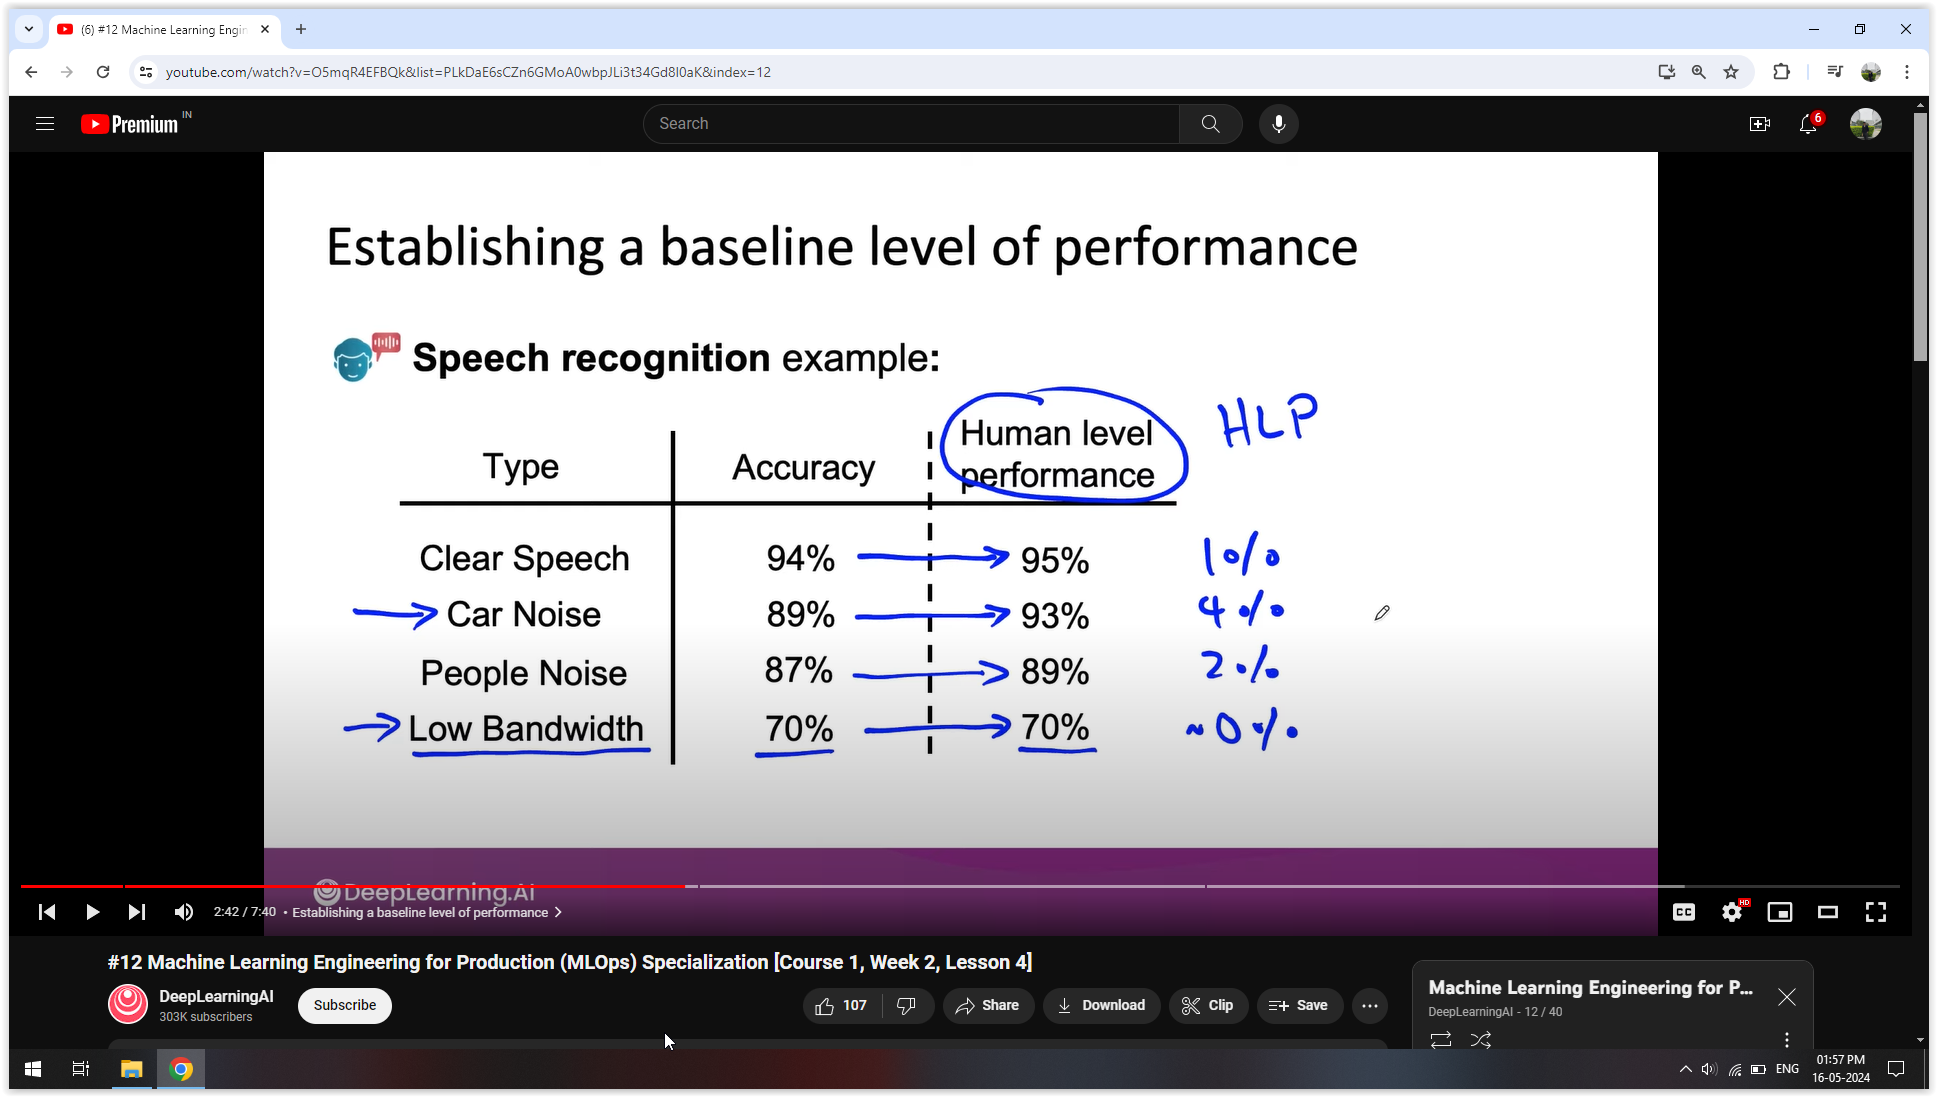 (6) #12 Machine Learning Engin
youtube.com/watch?v=O5mqR4EFBQk&list=PLkDaE6sCZn6GMoA0wbpJLi3t34Gd8l0aK&index=12
Premium IN
Search
6
Establishing a baseline level of performance
Speech recognition example:
Type Accuracy Human level performance HLP
Clear Speech 94% 95% 1%
Car Noise 89% 93% 4%
People Noise 87% 89% 2%
Low Bandwidth 70% 70% ~0%
DeepLearning.AI
2:42 / 7:40 • Establishing a baseline level of performance
CC HD
#12 Machine Learning Engineering for Production (MLOps) Specialization [Course 1, Week 2, Lesson 4]
DeepLearningAI
303K subscribers
Subscribe
107 Share Download Clip Save
Machine Learning Engineering for P...
DeepLearningAI - 12 / 40
ENG
01:57 PM
16-05-2024